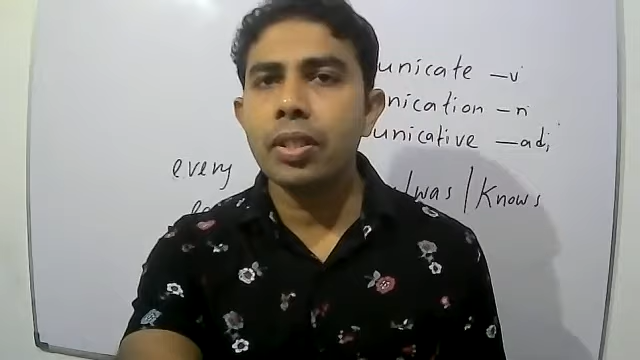 unicate –v
nication – n
unicative – adj
every was / Knows